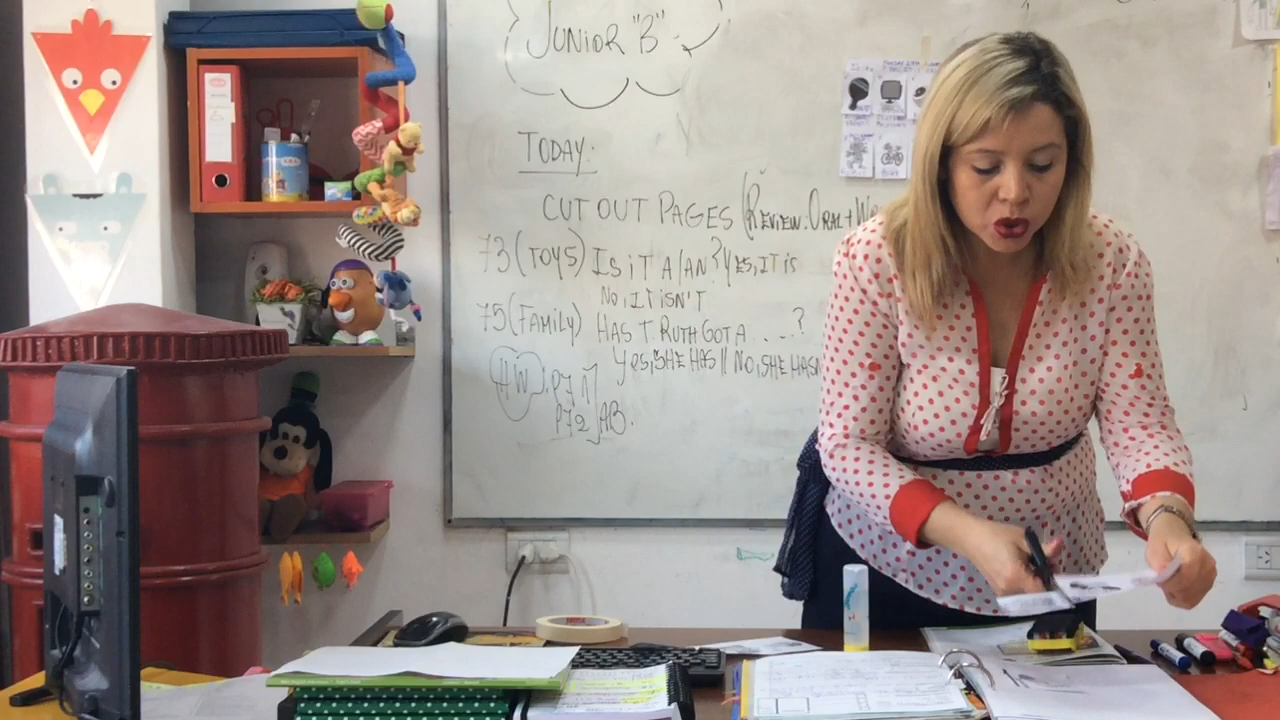 JUNIOR "B"
TODAY:
CUT OUT PAGES (REVIEW: ORAL +
73 (TOYS) IS IT A/AN? YES, IT IS
NO, IT ISN'T
75 (FAMILY) HAS T. RUTH GOT A ....?
YES, SHE HAS // NO, SHE HASN
HW: P71
P72 AB.